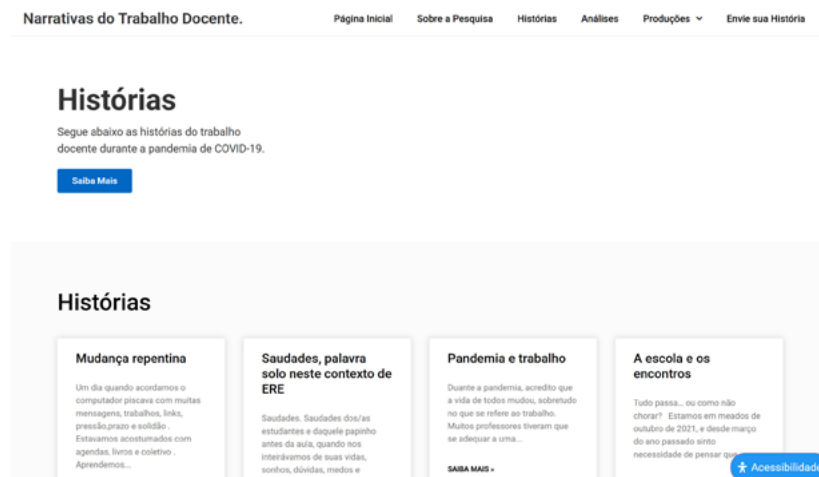 Narrativas do Trabalho Docente.
Página Inicial
Sobre a Pesquisa
Histórias
Análises
Produções
Envie sua História
Histórias
Segue abaixo as histórias do trabalho
docente durante a pandemia de COVID-19.
Saiba Mais
Histórias
Mudança repentina
Um dia quando acordamos o
computador piscava com muitas
mensagens, trabalhos, links,
pressão,prazo e solidão .
Estavamos acostumados com
agendas, livros e coletivo .
Aprendemos...
Saudades, palavra
solo neste contexto de
ERE
Saudades. Saudades dos/as
estudantes e daquele papinho
antes da aula, quando nos
inteirávamos de suas vidas,
sonhos, dúvidas, medos e
Pandemia e trabalho
Duante a pandemia, acredito que
a vida de todos mudou, sobretudo
no que se refere ao trabalho.
Muitos professores tiveram que
se adequar a uma...
SAIBA MAIS »
A escola e os
encontros
Tudo passa... ou como não
chorar? Estamos em meados de
outubro de 2021, e desde março
do ano passado sinto
necessidade de pensar que
Acessibilidade